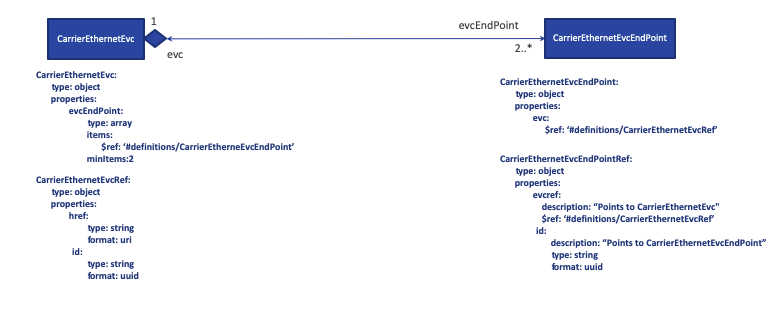 1
evcEndPoint
CarrierEthernetEvc
CarrierEthernetEvcEndPoint
evc
2..*
CarrierEthernetEvc:
type: object
properties:
evcEndPoint:
type: array
items:
$ref: ‘#definitions/CarrierEtherneEvcEndPoint’
minItems:2
CarrierEthernetEvcRef:
type: object
properties:
href:
type: string
format: uri
id:
type: string
format: uuid
CarrierEthernetEvcEndPoint:
type: object
properties:
evc:
$ref: ‘#definitions/CarrierEthernetEvcRef’
CarrierEthernetEvcEndPointRef:
type: object
properties:
evcref:
description: “Points to CarrierEthernetEvc"
$ref: ‘#definitions/CarrierEthernetEvcRef’
id:
description: “Points to CarrierEthernetEvcEndPoint”
type: string
format: uuid